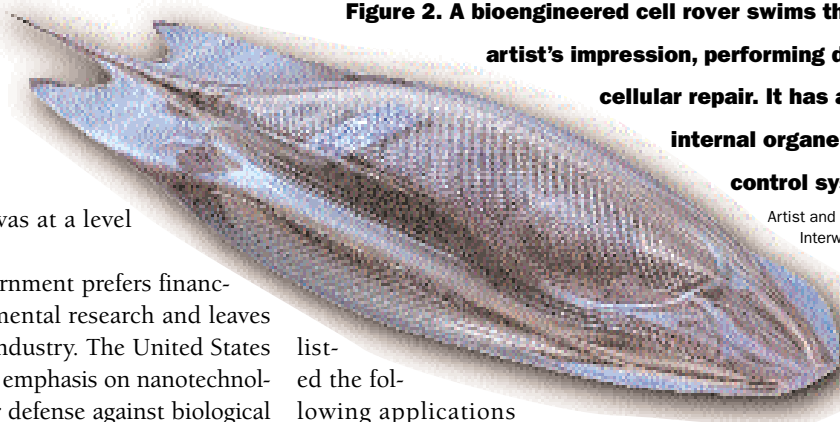 Figure 2. A bioengineered cell rover swims th
artist's impression, performing d
cellular repair. It has a
internal organe
control sy
Artist and
Interw
was at a level
rnment prefers financ-
mental research and leaves
ndustry. The United States
emphasis on nanotechnol-
r defense against biological
list-
ed the fol-
lowing applications